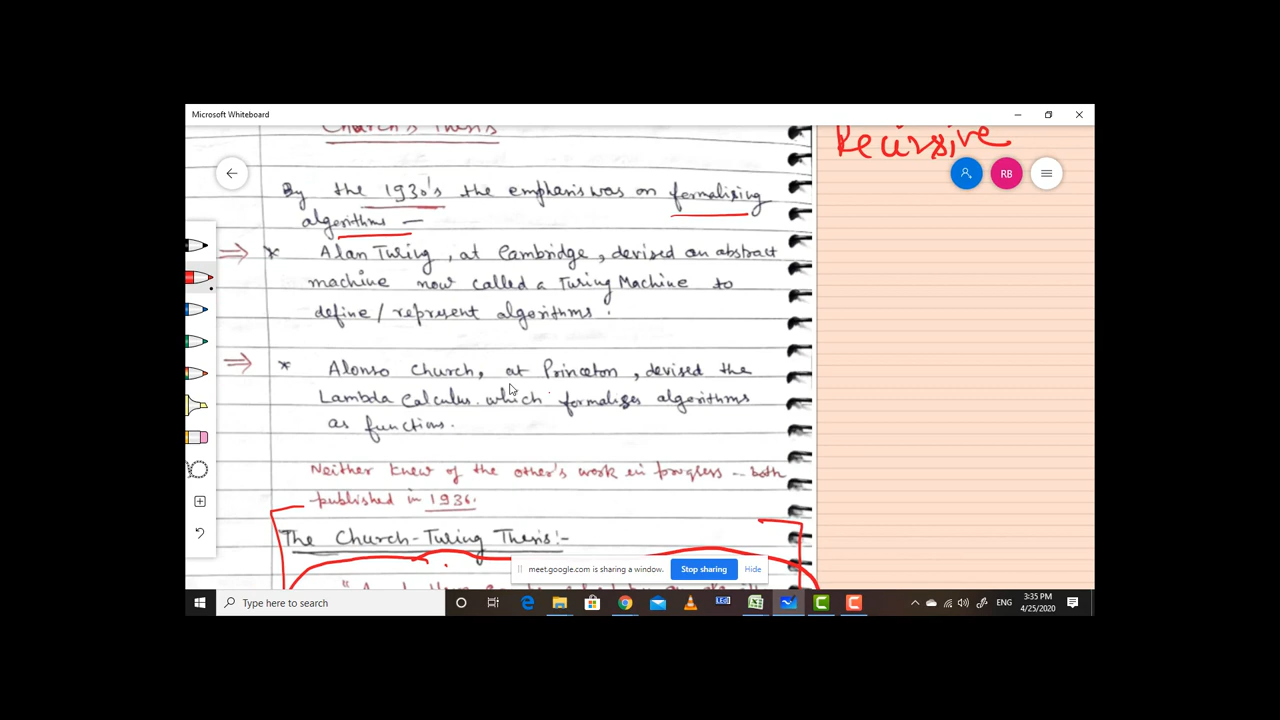 Microsoft Whiteboard
Church's Thesis
Recursive
RB
By the 1930's the emphasis was on formalising
algorithms —
⇒ * Alan Turing, at Cambridge, devised an abstract
machine now called a Turing Machine to
define/represent algorithms.
⇒ * Alonso Church, at Princeton, devised the
Lambda Calculus which formalizes algorithms
as functions.
Neither knew of the other's work in progress — both
published in 1936.
The Church-Turing Thesis:-
meet.google.com is sharing a window. Stop sharing Hide
Type here to search
ENG
3:35 PM
4/25/2020